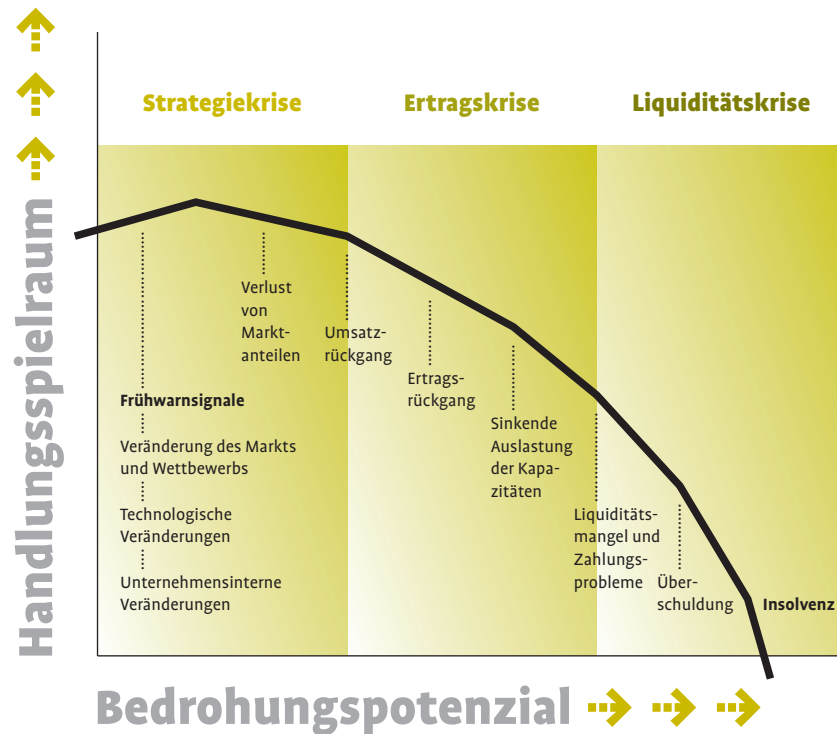 Handlungsspielraum
Strategiekrise
Ertragskrise
Liquiditätskrise
Frühwarnsignale
Veränderung des Markts
und Wettbewerbs
Technologische
Veränderungen
Unternehmensinterne
Veränderungen
Verlust
von
Markt-
anteilen
Umsatz-
rückgang
Ertrags-
rückgang
Sinkende
Auslastung
der Kapa-
zitäten
Liquiditäts-
mangel und
Zahlungs-
probleme
Über-
schuldung
Insolvenz
Bedrohungspotenzial